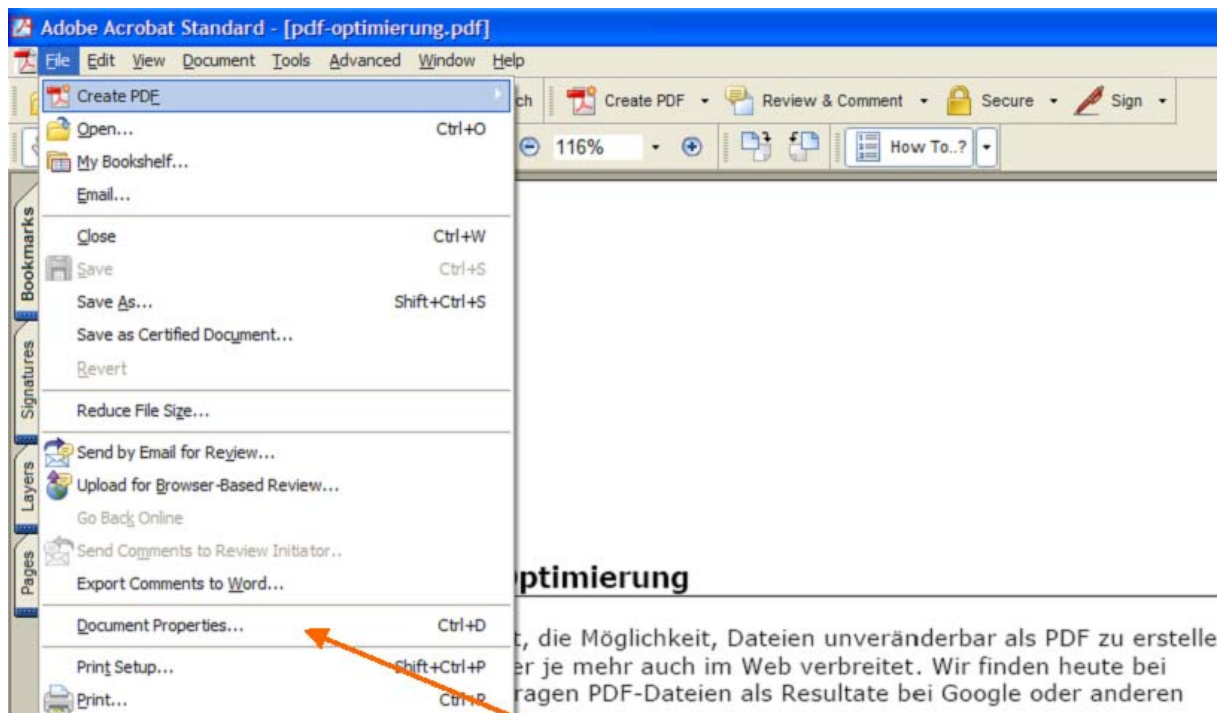 Adobe Acrobat Standard - [pdf-optimierung.pdf]
File Edit View Document Tools Advanced Window Help
Create PDF
ch Create PDF Review & Comment Secure Sign
Open... Ctrl+O
116% How To..?
My Bookshelf...
Email...
Close Ctrl+W
Save Ctrl+S
Save As... Shift+Ctrl+S
Save as Certified Document...
Revert
Reduce File Size...
Send by Email for Review...
Upload for Browser-Based Review...
Go Back Online
Send Comments to Review Initiator..
Export Comments to Word...
Document Properties... Ctrl+D
Print Setup... Shift+Ctrl+P
Print... Ctrl+P
Bookmarks
Signatures
Layers
Pages
ptimierung
t, die Möglichkeit, Dateien unveränderbar als PDF zu erstelle
er je mehr auch im Web verbreitet. Wir finden heute bei
ragen PDF-Dateien als Resultate bei Google oder anderen